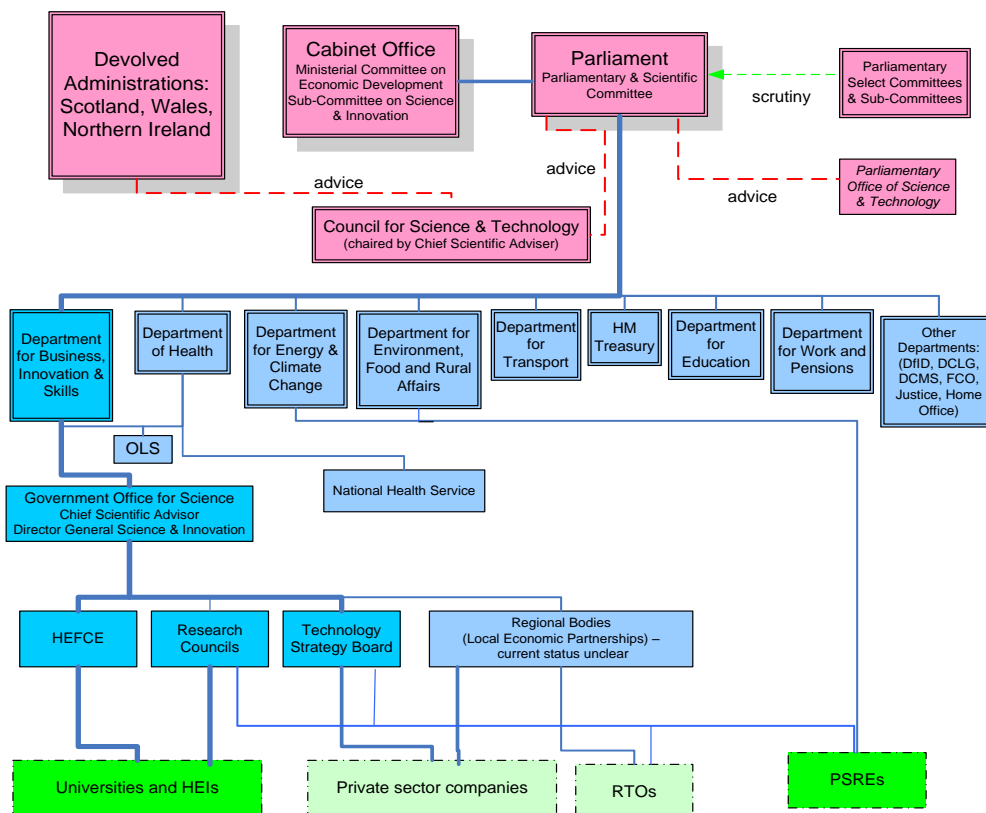 Devolved
Administrations:
Scotland, Wales,
Northern Ireland
Cabinet Office
Ministerial Committee on
Economic Development
Sub-Committee on Science
& Innovation
Parliament
Parliamentary & Scientific
Committee
scrutiny
Parliamentary
Select Committees
& Sub-Committees
advice
advice
advice
Parliamentary
Office of Science
& Technology
Council for Science & Technology
(chaired by Chief Scientific Adviser)
Department
for Business,
Innovation &
Skills
Department
of Health
Department
for Energy &
Climate
Change
Department for
Environment,
Food and Rural
Affairs
Department
for
Transport
HM
Treasury
Department
for
Education
Department
for Work and
Pensions
Other
Departments:
(DfID, DCLG,
DCMS, FCO,
Justice, Home
Office)
OLS
National Health Service
Government Office for Science
Chief Scientific Advisor
Director General Science & Innovation
HEFCE
Research
Councils
Technology
Strategy Board
Regional Bodies
(Local Economic Partnerships) –
current status unclear
Universities and HEIs
Private sector companies
RTOs
PSREs